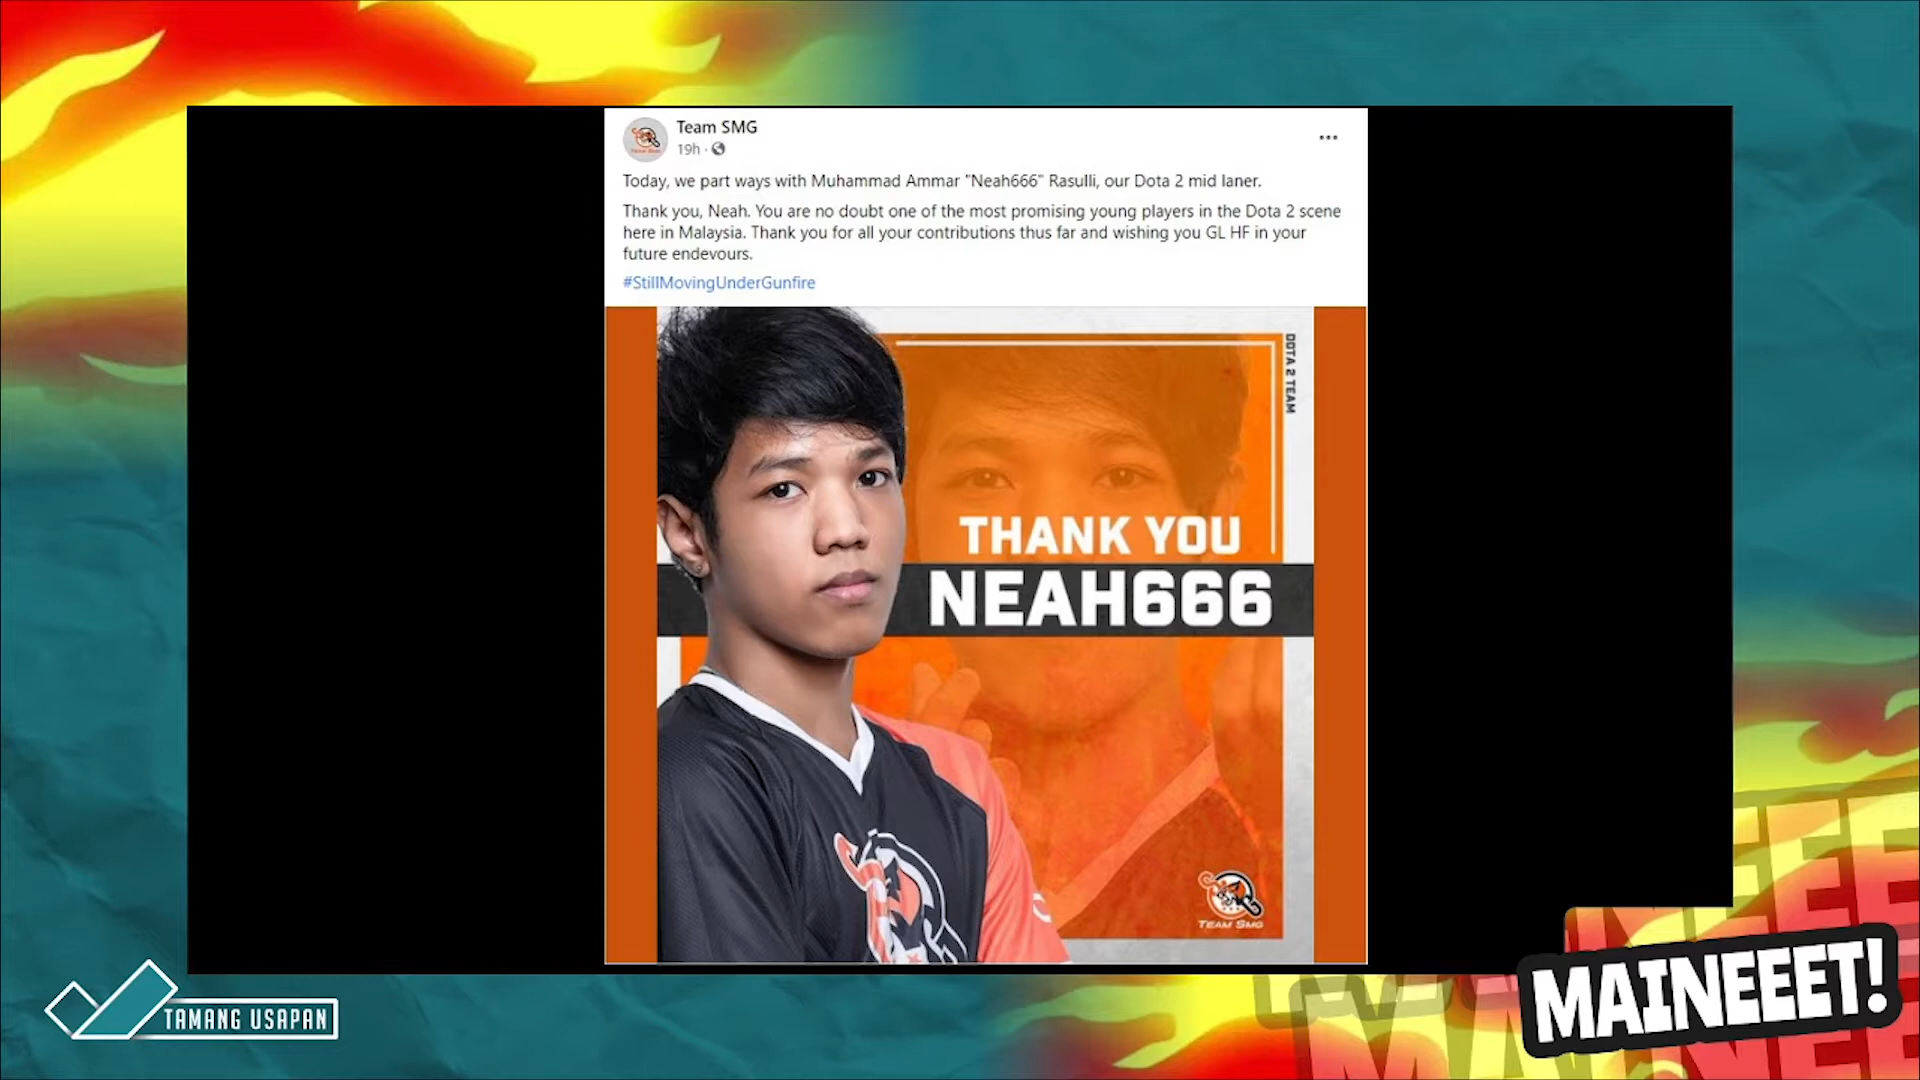 Team SMG
19h
Today, we part ways with Muhammad Ammar "Neah666" Rasulli, our Dota 2 mid laner.
Thank you, Neah. You are no doubt one of the most promising young players in the Dota 2 scene
here in Malaysia. Thank you for all your contributions thus far and wishing you GL HF in your
future endevours.
#StillMovingUnderGunfire
DOTA 2 TEAM
THANK YOU
NEAH666
TEAM SMG
TAMANG USAPAN
MAINEEET!